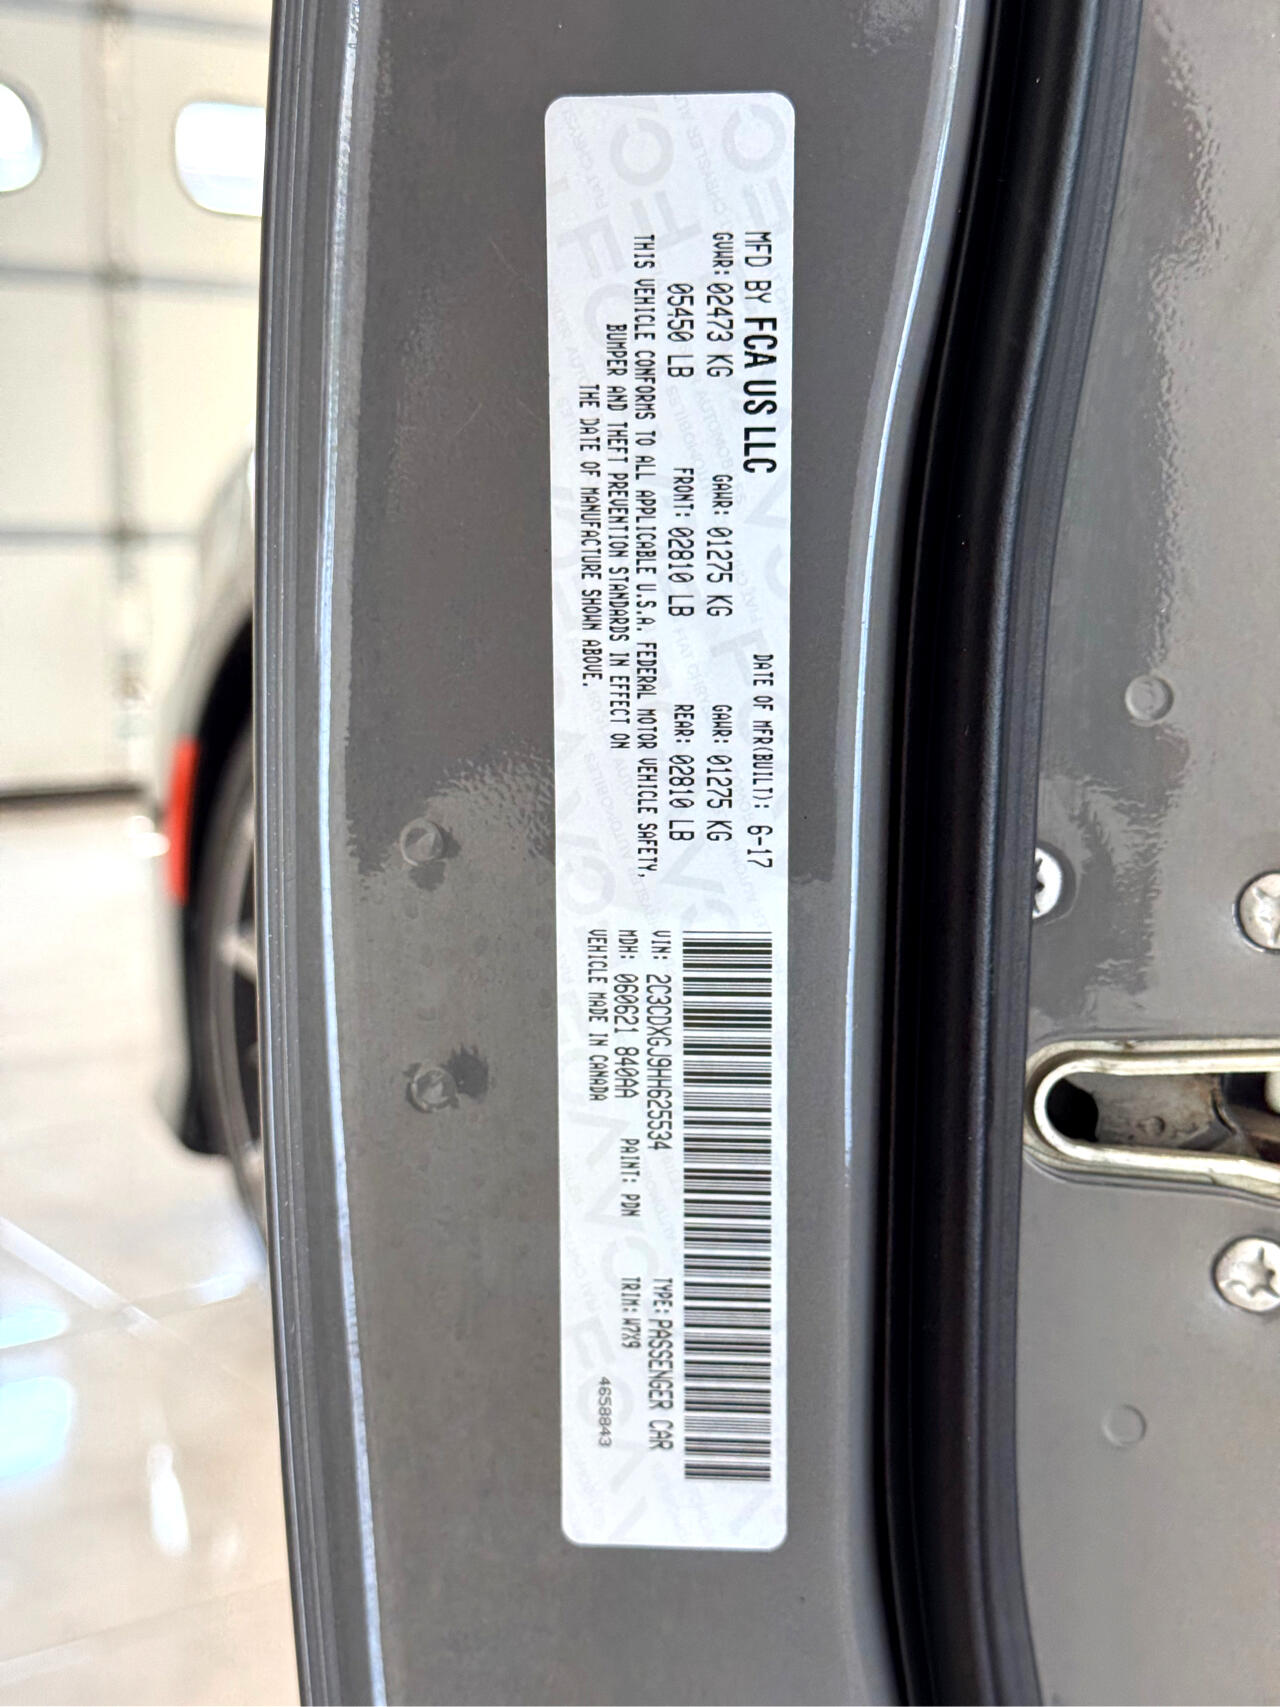 MFD BY FCA US LLC
DATE OF MFR(BUILT): 6-17
GVWR: 02473 KG GAWR: 01275 KG GAWR: 01275 KG
05450 LB FRONT: 02810 LB REAR: 02810 LB
THIS VEHICLE CONFORMS TO ALL APPLICABLE U.S.A. FEDERAL MOTOR VEHICLE SAFETY,
BUMPER AND THEFT PREVENTION STANDARDS IN EFFECT ON
THE DATE OF MANUFACTURE SHOWN ABOVE.
VIN: 2C3CDXGJ9HH625534 TYPE: PASSENGER CAR
MDH: 060621 840AA PAINT: PDN TRIM: W7X9
VEHICLE MADE IN CANADA
4658843